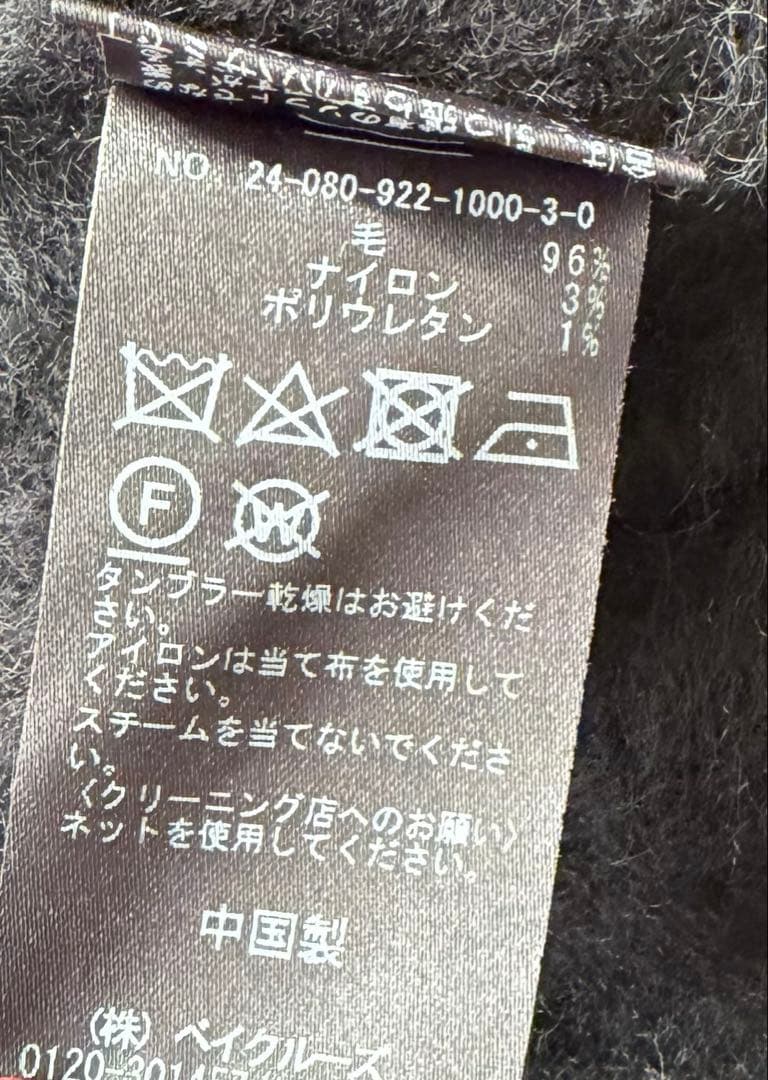 NO. 24-080-922-1000-3-0
毛 96%
ナイロン 3%
ポリウレタン 1%
F W
タンブラー乾燥はお避けくだ
さい。
アイロンは当て布を使用して
ください。
スチームを当てないでくださ
い。
〈クリーニング店へのお願い〉
ネットを使用してください。
中国製
(株) ベイクルーズ